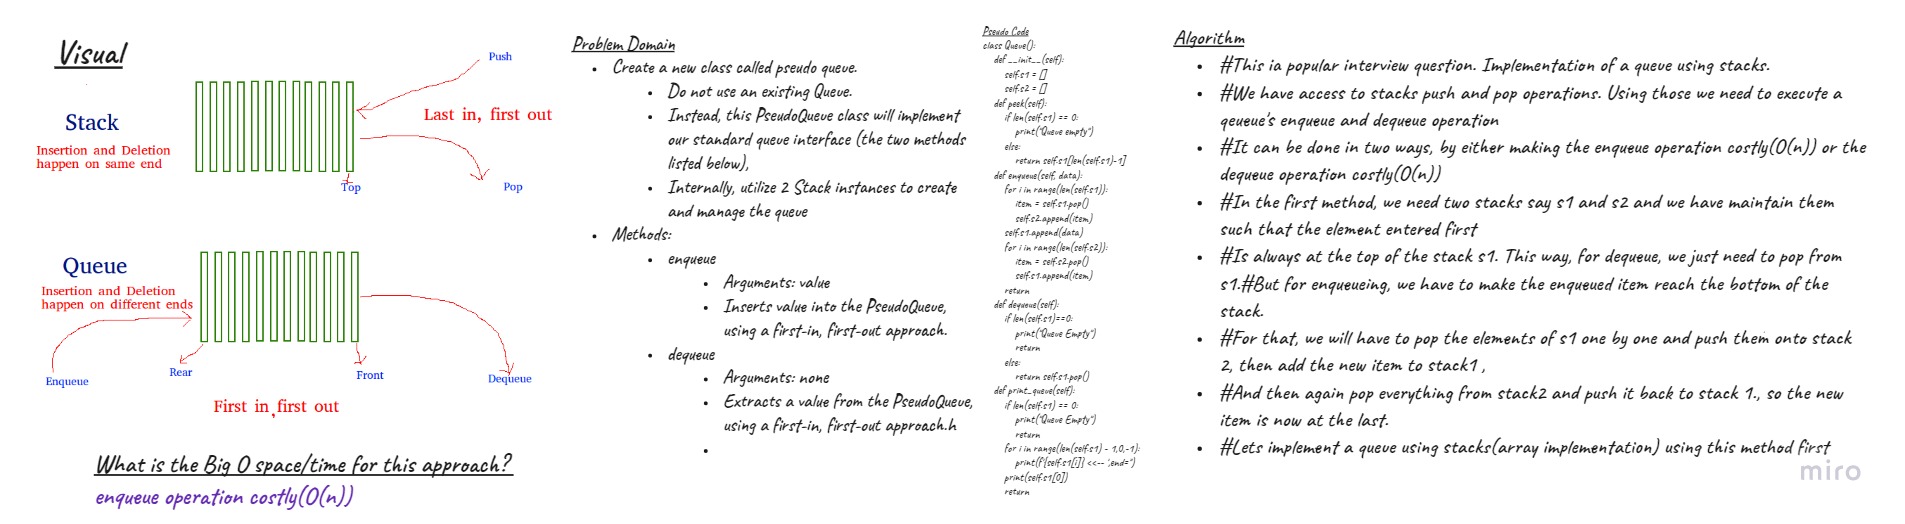 Visual
Push
Stack
Last in, first out
Insertion and Deletion
happen on same end
Top
Pop
Queue
Insertion and Deletion
happen on different ends
Enqueue
Rear
Front
Dequeue
First in,first out
What is the Big O space/time for this approach?
enqueue operation costly(O(n))
Problem Domain
• Create a new class called pseudo queue.
• Do not use an existing Queue.
• Instead, this PseudoQueue class will implement
our standard queue interface (the two methods
listed below),
• Internally, utilize 2 Stack instances to create
and manage the queue
• Methods:
• enqueue
• Arguments: value
• Inserts value into the PseudoQueue,
using a first-in, first-out approach.
• dequeue
• Arguments: none
• Extracts a value from the PseudoQueue,
using a first-in, first-out approach.h
•
Pseudo Code
class Queue():
def __init__(self):
self.s1 = []
self.s2 = []
def peek(self):
if len(self.s1) == 0:
print("Queue empty")
else:
return self.s1[len(self.s1)-1]
def enqueue(self, data):
for i in range(len(self.s1)):
item = self.s1.pop()
self.s2.append(item)
self.s1.append(data)
for i in range(len(self.s2)):
item = self.s2.pop()
self.s1.append(item)
return
def dequeue(self):
if len(self.s1)==0:
print("Queue Empty")
return
else:
return self.s1.pop()
def print_queue(self):
if len(self.s1) == 0:
print("Queue Empty")
return
for i in range(len(self.s1) - 1,0,-1):
print(f'{self.s1[i]} <<-- ',end='')
print(self.s1[0])
return
Algorithm
• #This ia popular interview question. Implementation of a queue using stacks.
• #We have access to stacks push and pop operations. Using those we need to execute a
qeueue's enqueue and dequeue operation
• #It can be done in two ways, by either making the enqueue operation costly(O(n)) or the
dequeue operation costly(O(n))
• #In the first method, we need two stacks say s1 and s2 and we have maintain them
such that the element entered first
• #Is always at the top of the stack s1. This way, for dequeue, we just need to pop from
s1.#But for enqueueing, we have to make the enqueued item reach the bottom of the
stack.
• #For that, we will have to pop the elements of s1 one by one and push them onto stack
2, then add the new item to stack1 ,
• #And then again pop everything from stack2 and push it back to stack 1., so the new
item is now at the last.
• #Lets implement a queue using stacks(array implementation) using this method first
miro